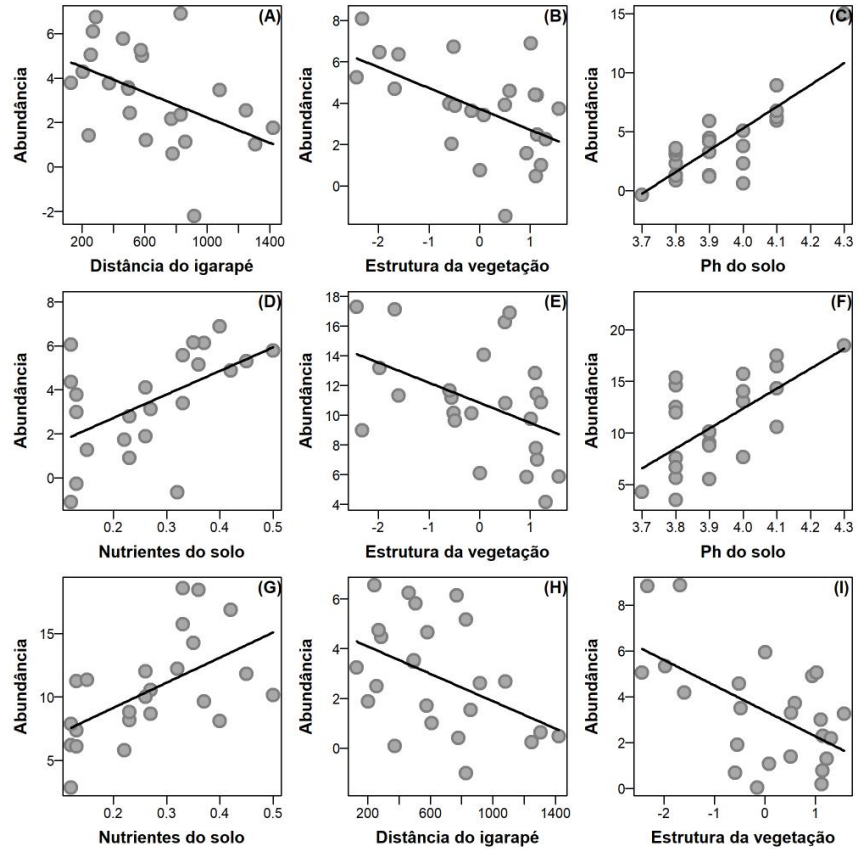 (A)
Abundância
6
4
2
0
-2
200 600 1000 1400
Distância do igarapé
(B)
Abundância
8
6
4
2
0
-2 -1 0 1
Estrutura da vegetação
(C)
Abundância
15
10
5
0
3.7 3.8 3.9 4.0 4.1 4.3
Ph do solo
(D)
Abundância
8
6
4
2
0
0.2 0.3 0.4 0.5
Nutrientes do solo
(E)
Abundância
18
16
14
12
10
8
6
4
-2 -1 0 1
Estrutura da vegetação
(F)
Abundância
20
15
10
5
3.7 3.8 3.9 4.0 4.1 4.3
Ph do solo
(G)
Abundância
15
10
5
0.2 0.3 0.4 0.5
Nutrientes do solo
(H)
Abundância
6
4
2
0
200 600 1000 1400
Distância do igarapé
(I)
Abundância
8
6
4
2
0
-2 -1 0 1
Estrutura da vegetação